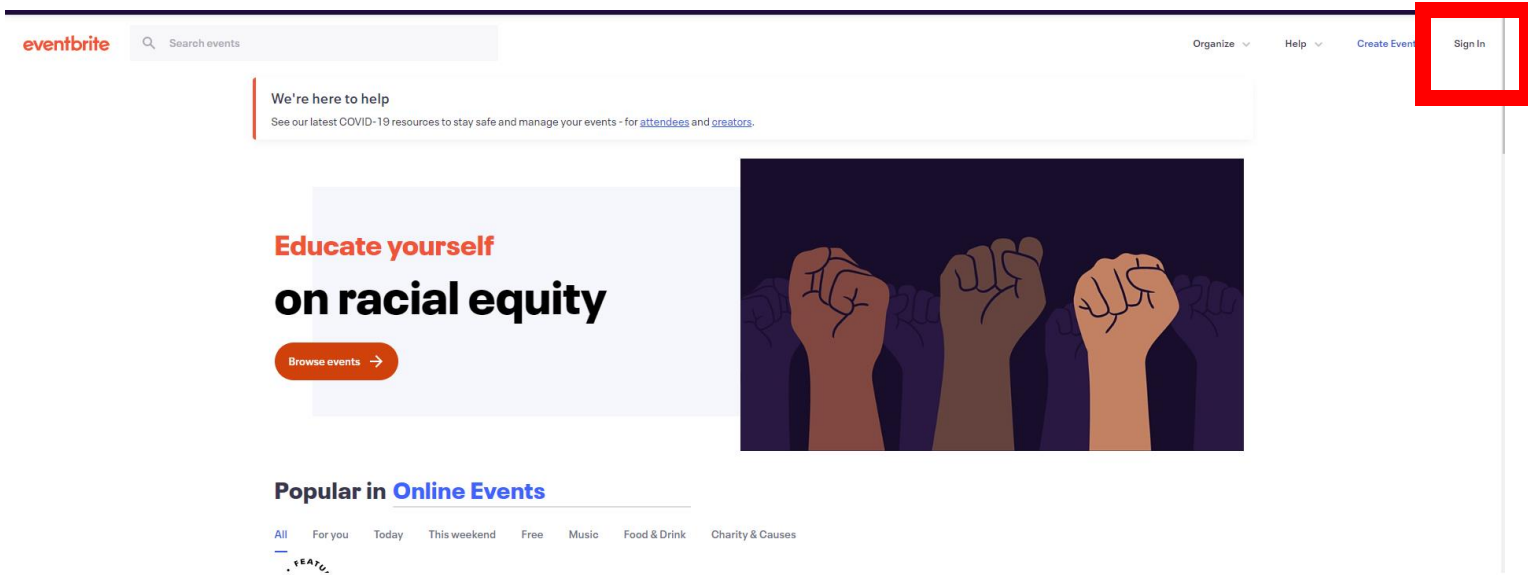 eventbrite
Search events
Organize
Help
Create Event
Sign In
We're here to help
See our latest COVID-19 resources to stay safe and manage your events - for attendees and creators.
Educate yourself
on racial equity
Browse events →
Popular in Online Events
All For you Today This weekend Free Music Food & Drink Charity & Causes